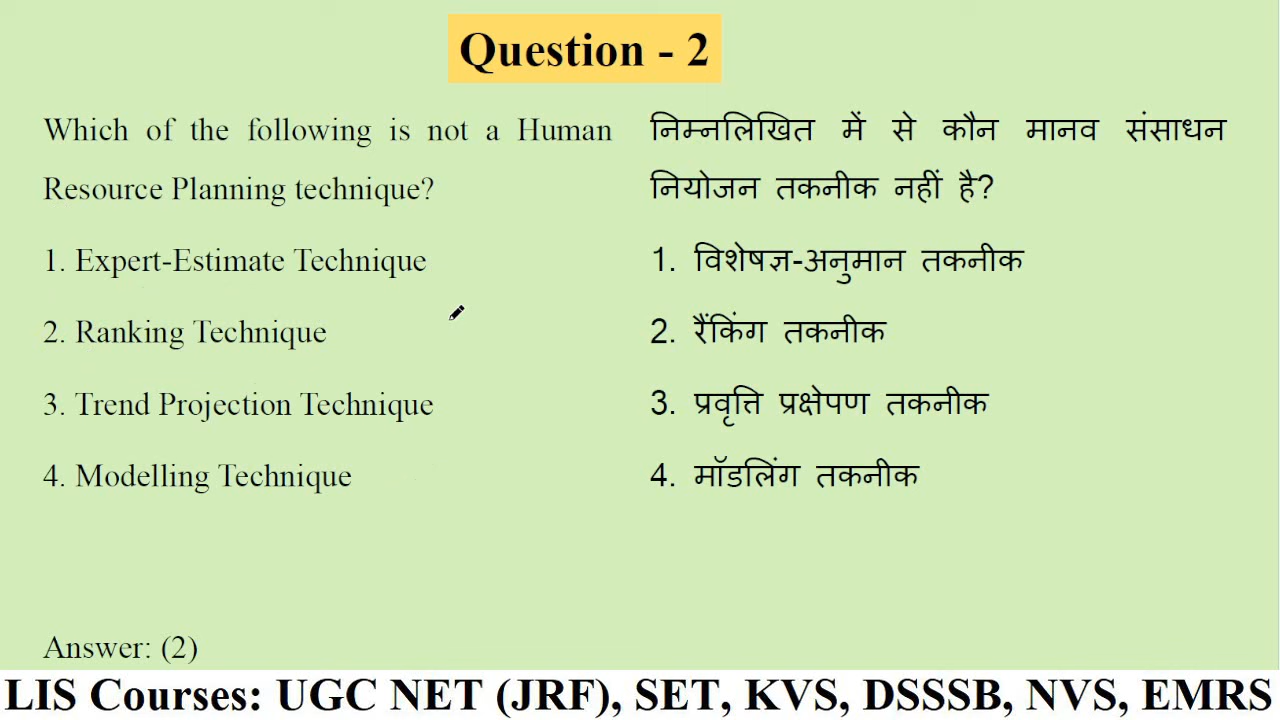 Question - 2
Which of the following is not a Human
Resource Planning technique?
1. Expert-Estimate Technique
2. Ranking Technique
3. Trend Projection Technique
4. Modelling Technique
निम्नलिखित में से कौन मानव संसाधन
नियोजन तकनीक नहीं है?
1. विशेषज्ञ-अनुमान तकनीक
2. रैंकिंग तकनीक
3. प्रवृत्ति प्रक्षेपण तकनीक
4. मॉडलिंग तकनीक
Answer: (2)
LIS Courses: UGC NET (JRF), SET, KVS, DSSSB, NVS, EMRS